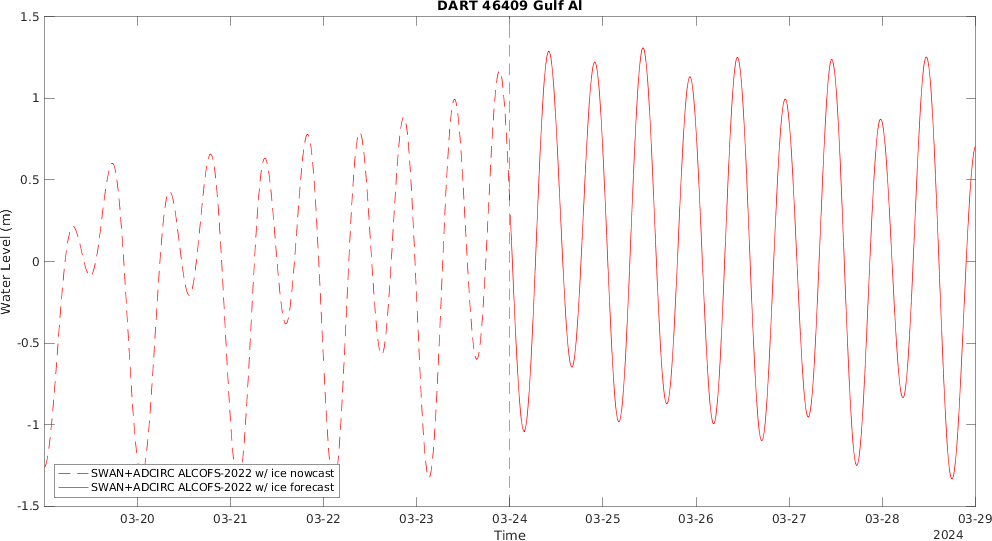 DART 46409 Gulf Al
1.5
1
0.5
0
-0.5
-1
-1.5
Water Level (m)
SWAN+ADCIRC ALCOFS-2022 w/ ice nowcast
SWAN+ADCIRC ALCOFS-2022 w/ ice forecast
03-20 03-21 03-22 03-23 03-24 03-25 03-26 03-27 03-28 03-29
Time
2024